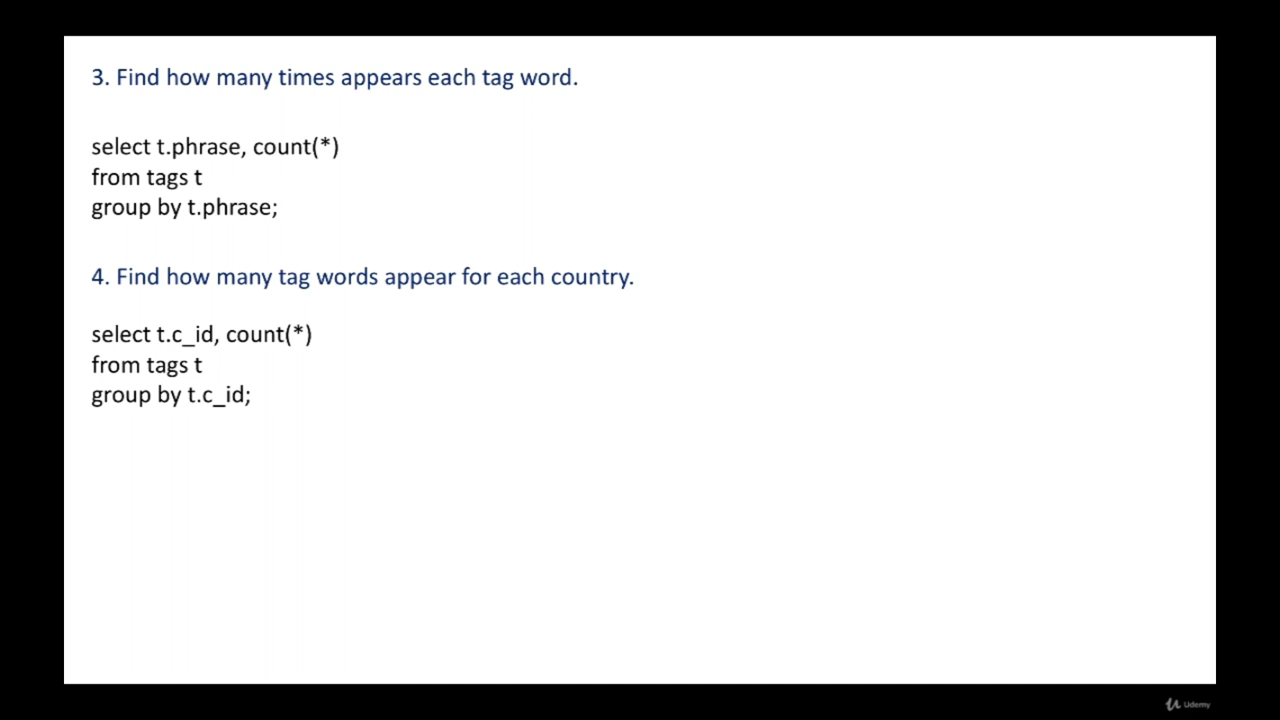 3. Find how many times appears each tag word.
select t.phrase, count(*)
from tags t
group by t.phrase;
4. Find how many tag words appear for each country.
select t.c_id, count(*)
from tags t
group by t.c_id;
Udemy